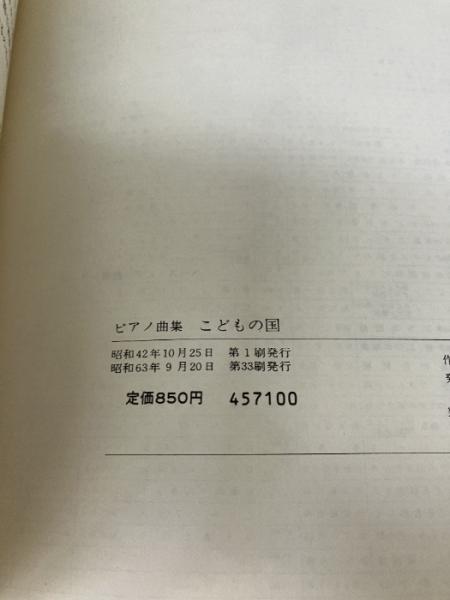 ピアノ曲集 こどもの国
昭和42年10月25日 第1刷発行
昭和63年9月20日 第33刷発行
定価850円 457100
作
発